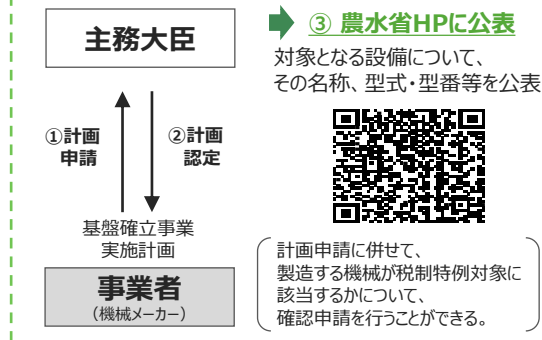 主務大臣
③ 農水省HPに公表
対象となる設備について、
その名称、型式・型番等を公表
①計画
申請
②計画
認定
基盤確立事業
実施計画
事業者
（機械メーカー）
計画申請に併せて、
製造する機械が税制特例対象に
該当するかについて、
確認申請を行うことができる。